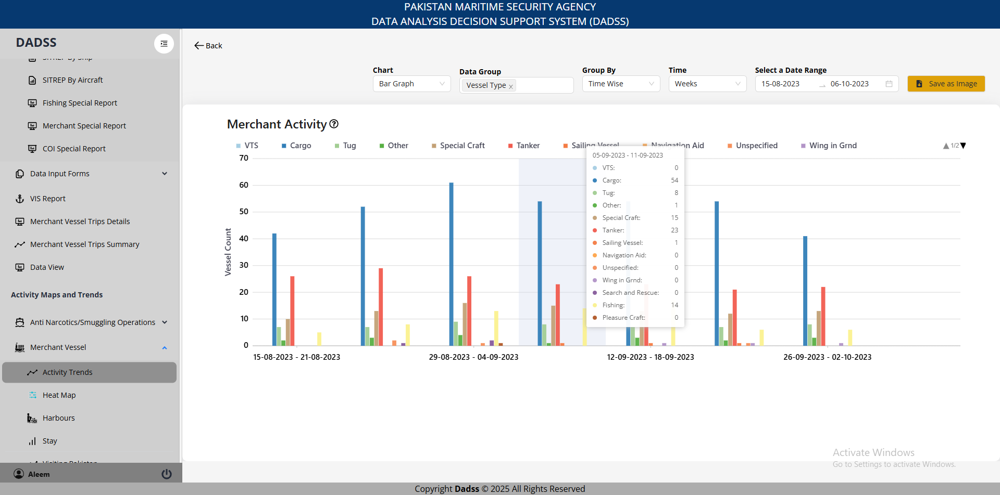 PAKISTAN MARITIME SECURITY AGENCY
DATA ANALYSIS DECISION SUPPORT SYSTEM (DADSS)
DADSS
SITREP By Ship
SITREP By Aircraft
Fishing Special Report
Merchant Special Report
COI Special Report
Data Input Forms
VIS Report
Merchant Vessel Trips Details
Merchant Vessel Trips Summary
Data View
Activity Maps and Trends
Anti Narcotics/Smuggling Operations
Merchant Vessel
Activity Trends
Heat Map
Harbours
Stay
Visiting Pakistan
Aleem
Back
Chart
Bar Graph
Data Group
Vessel Type x
Group By
Time Wise
Time
Weeks
Select a Date Range
15-08-2023 06-10-2023
Save as Image
Merchant Activity
VTS Cargo Tug Other Special Craft Tanker Sailing Vessel Navigation Aid Unspecified Wing in Grnd 1/2
Vessel Count
70
60
50
40
30
20
10
0
15-08-2023 - 21-08-2023 29-08-2023 - 04-09-2023 12-09-2023 - 18-09-2023 26-09-2023 - 02-10-2023
05-09-2023 - 11-09-2023
VTS: 0
Cargo: 54
Tug: 8
Other: 1
Special Craft: 15
Tanker: 23
Sailing Vessel: 1
Navigation Aid: 0
Unspecified: 0
Wing in Grnd: 0
Search and Rescue: 0
Fishing: 14
Pleasure Craft: 0
Activate Windows
Go to Settings to activate Windows.
Copyright Dadss © 2025 All Rights Reserved